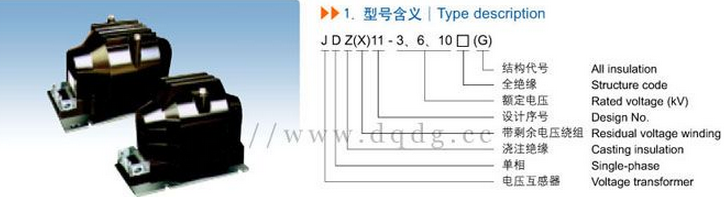 1. 型号含义 | Type description
J D Z(X)11-3、6、10□(G)
结构代号 All insulation
全绝缘 Structure code
额定电压 Rated voltage (kV)
设计序号 Design No.
带剩余电压绕组 Residual voltage winding
浇注绝缘 Casting insulation
单相 Single-phase
电压互感器 Voltage transformer
//www.dqdg.cc